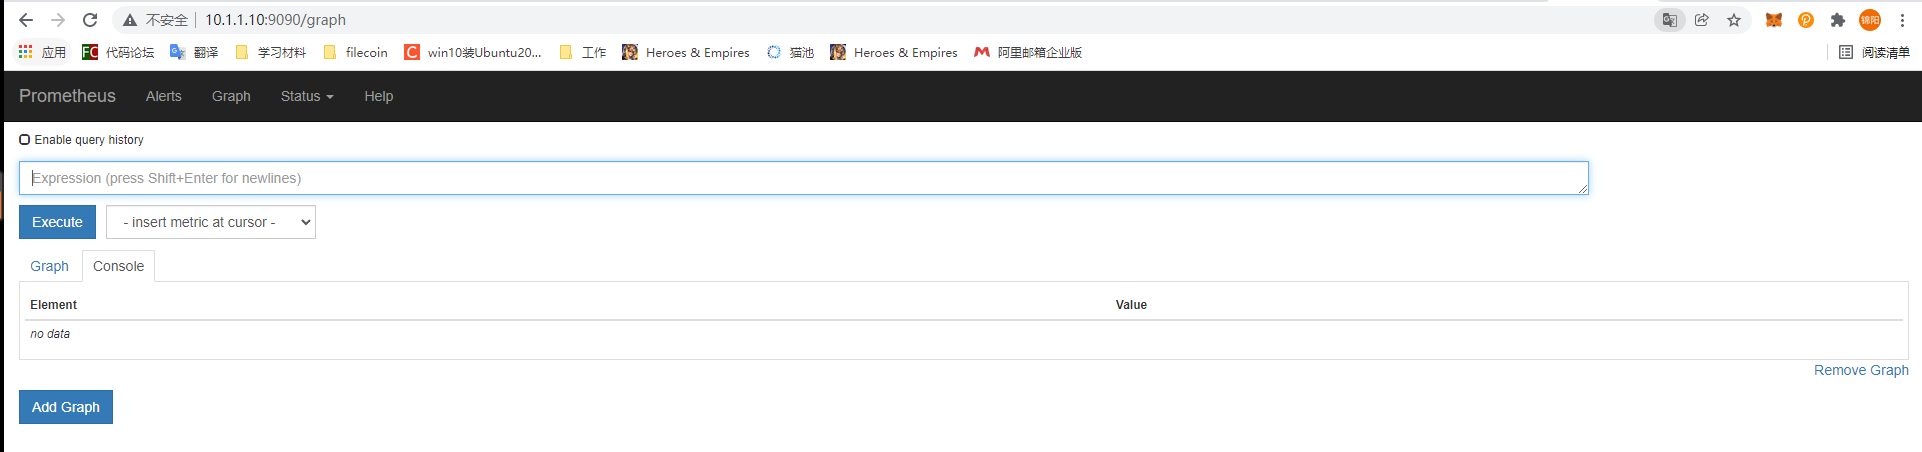 不安全 10.1.1.10:9090/graph 锦阳
应用 FC 代码论坛 翻译 学习材料 filecoin C win10装Ubuntu20... 工作 Heroes & Empires 猫池 Heroes & Empires 阿里邮箱企业版 阅读清单
Prometheus Alerts Graph Status Help
Enable query history
Expression (press Shift+Enter for newlines)
Execute - insert metric at cursor -
Graph Console
Element Value
no data
Remove Graph
Add Graph